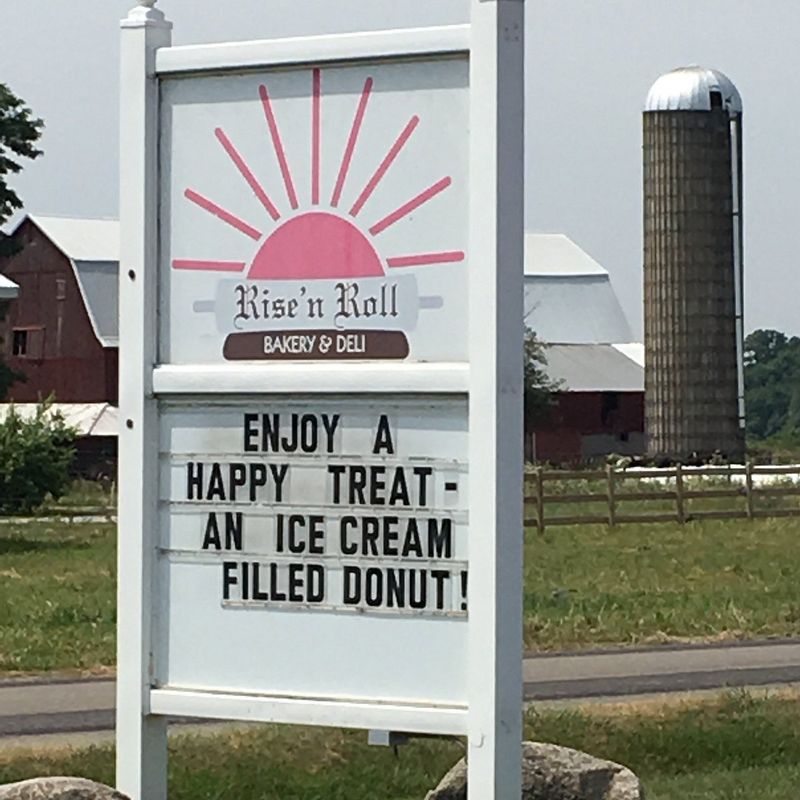 Rise'n Roll
BAKERY & DELI
ENJOY A
HAPPY TREAT -
AN ICE CREAM
FILLED DONUT!